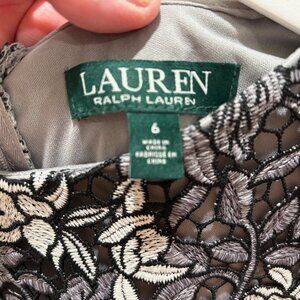 LAUREN
RALPH LAUREN
6
MADE IN
CHINA
FABRIQUÉ EN
CHINE